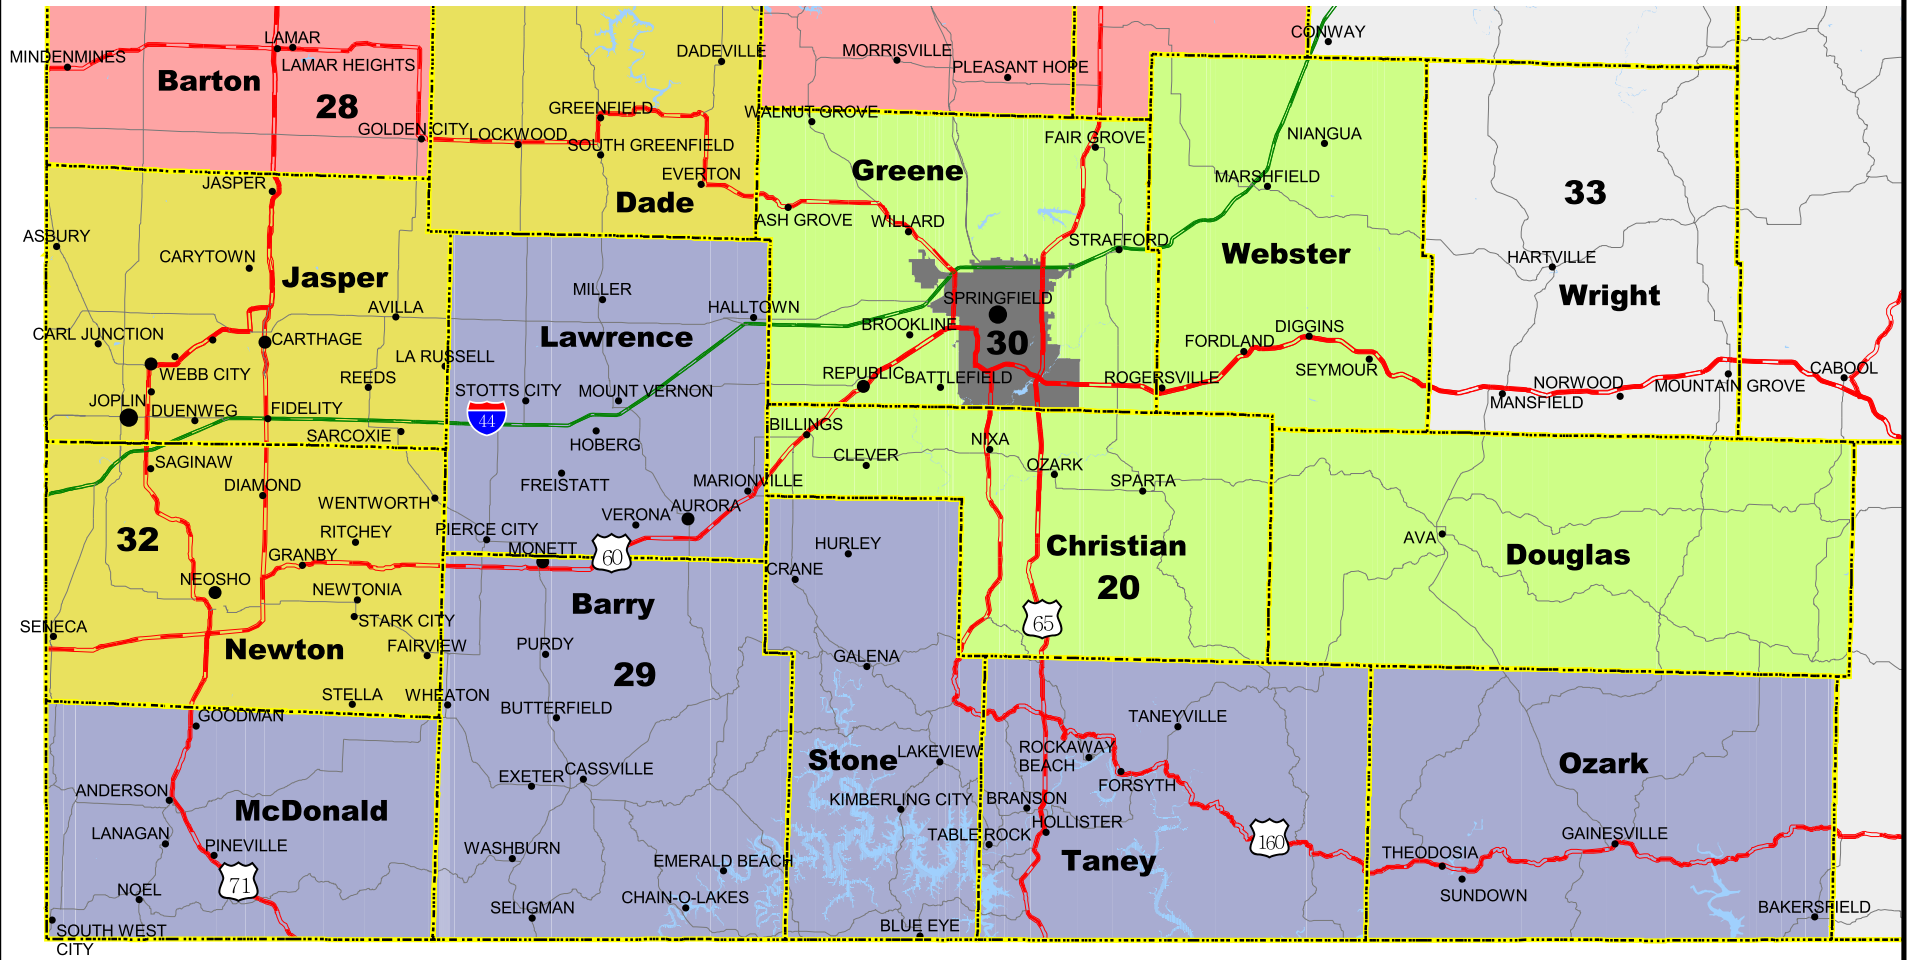 CONWAY
LAMAR
MINDENMINES
LAMAR HEIGHTS
DADEVILLE
MORRISVILLE
PLEASANT HOPE
Barton
28
GREENFIELD
WALNUT GROVE
GOLDEN CITY
LOCKWOOD
SOUTH GREENFIELD
FAIR GROVE
NIANGUA
JASPER
EVERTON
Greene
MARSHFIELD
33
Dade
ASH GROVE
WILLARD
ASBURY
CARYTOWN
STRAFFORD
Webster
HARTVILLE
Jasper
MILLER
HALLTOWN
SPRINGFIELD
Wright
AVILLA
CARL JUNCTION
CARTHAGE
Lawrence
BROOKLINE
30
DIGGINS
FORDLAND
LA RUSSELL
WEBB CITY
REEDS
STOTTS CITY
MOUNT VERNON
REPUBLIC
BATTLEFIELD
ROGERSVILLE
SEYMOUR
NORWOOD
MOUNTAIN GROVE
CABOOL
MANSFIELD
JOPLIN
DUENWEG
FIDELITY
44
SARCOXIE
HOBERG
BILLINGS
NIXA
CLEVER
OZARK
SPARTA
SAGINAW
DIAMOND
WENTWORTH
FREISTATT
MARIONVILLE
VERONA
AURORA
32
RITCHEY
PIERCE CITY
MONETT
60
HURLEY
Christian
20
AVA
Douglas
GRANBY
NEOSHO
NEWTONIA
CRANE
Barry
STARK CITY
SENECA
Newton
FAIRVIEW
PURDY
65
GALENA
29
STELLA
WHEATON
BUTTERFIELD
GOODMAN
TANEYVILLE
Stone
LAKEVIEW
ROCKAWAY
BEACH
Ozark
EXETER
CASSVILLE
FORSYTH
ANDERSON
McDonald
KIMBERLING CITY
BRANSON
HOLLISTER
LANAGAN
PINEVILLE
TABLE ROCK
160
GAINESVILLE
WASHBURN
EMERALD BEACH
Taney
THEODOSIA
71
NOEL
SELIGMAN
CHAIN-O-LAKES
SUNDOWN
BAKERSFIELD
SOUTH WEST
CITY
BLUE EYE